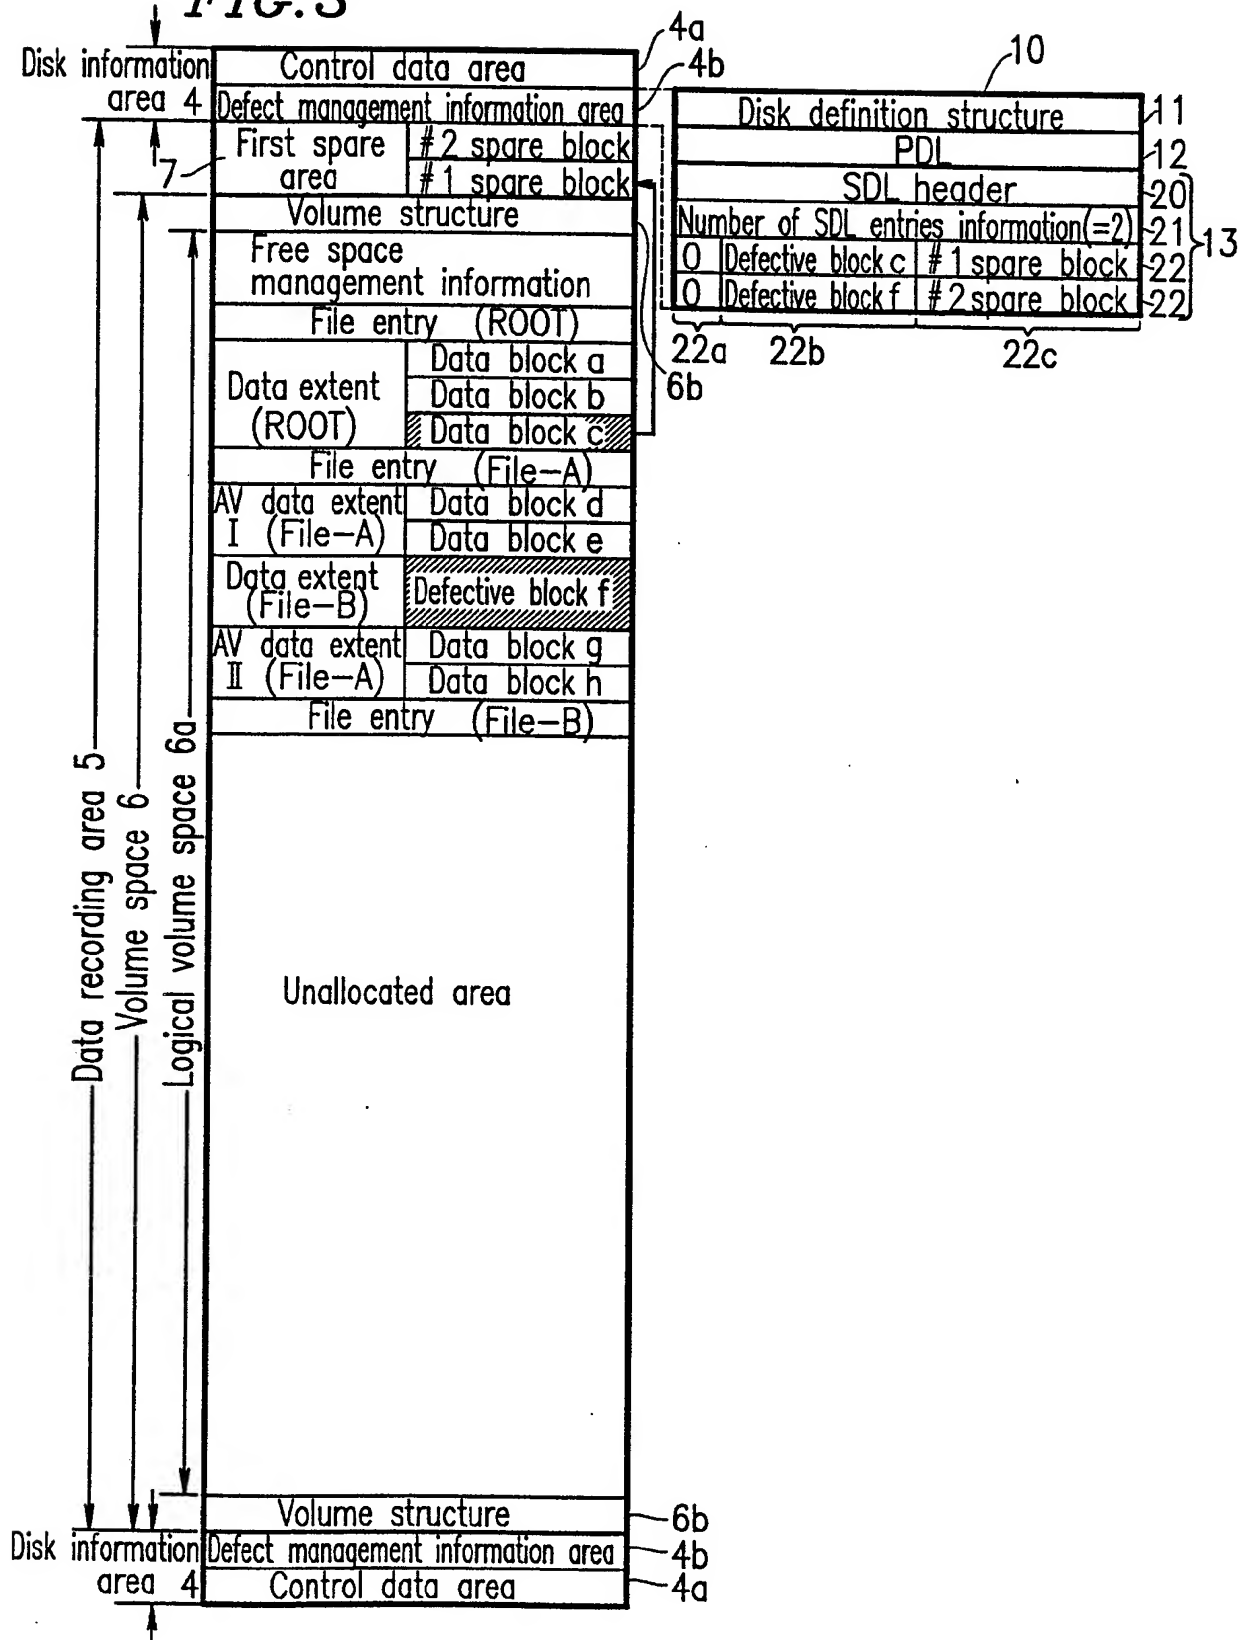 FIG. 3
Disk information area 4
Control data area
4a
Defect management information area
4b
7
First spare area
# 2 spare block
# 1 spare block
Volume structure
6b
Free space management information
File entry (ROOT)
Data extent (ROOT)
Data block a
Data block b
Data block c
File entry (File-A)
AV data extent I (File-A)
Data block d
Data block e
Data extent (File-B)
Defective block f
AV data extent II (File-A)
Data block g
Data block h
File entry (File-B)
Unallocated area
Volume structure
6b
Disk information area 4
Defect management information area
4b
Control data area
4a
Data recording area 5
Volume space 6
Logical volume space 6a
10
Disk definition structure
11
PDL
12
SDL header
20
Number of SDL entries information(=2)
21
13
0 Defective block c # 1 spare block
22
0 Defective block f # 2 spare block
22
22a 22b 22c